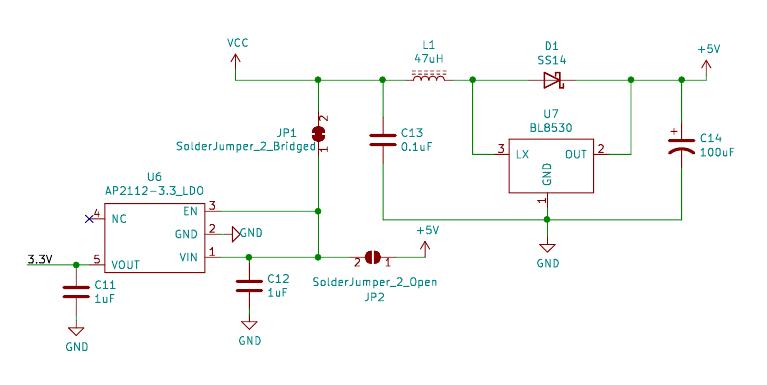 VCC
L1
47uH
D1
SS14
+5V
U7
BL8530
JP1
SolderJumper_2_Bridged
2
1
C13
0.1uF
3
LX
OUT
2
GND
1
+
C14
100uF
U6
AP2112-3.3_LDO
4
NC
EN
3
GND
2
GND
3.3V
5
VOUT
VIN
1
+5V
GND
2
1
SolderJumper_2_Open
JP2
C11
1uF
C12
1uF
GND
GND